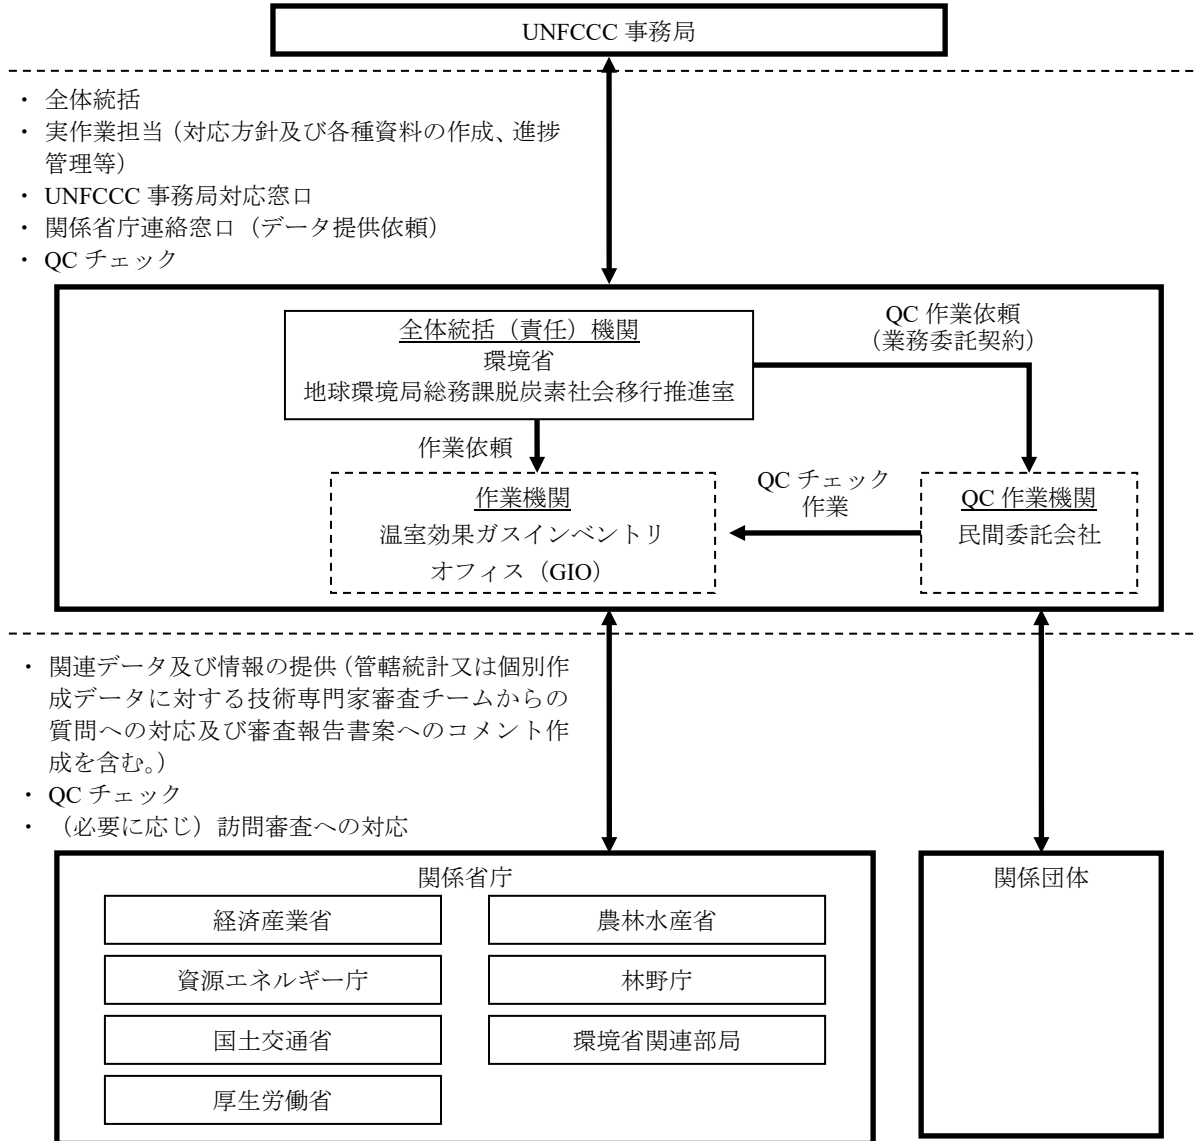 UNFCCC 事務局
・ 全体統括
・ 実作業担当（対応方針及び各種資料の作成、進捗
管理等）
・ UNFCCC 事務局対応窓口
・ 関係省庁連絡窓口（データ提供依頼）
・ QC チェック
全体統括（責任）機関
環境省
地球環境局総務課脱炭素社会移行推進室
QC 作業依頼
（業務委託契約）
作業依頼
作業機関
温室効果ガスインベントリ
オフィス（GIO）
QC チェック
作業
QC 作業機関
民間委託会社
・ 関連データ及び情報の提供（管轄統計又は個別作
成データに対する技術専門家審査チームからの
質問への対応及び審査報告書案へのコメント作
成を含む。）
・ QC チェック
・ （必要に応じ）訪問審査への対応
関係省庁
経済産業省
資源エネルギー庁
国土交通省
厚生労働省
農林水産省
林野庁
環境省関連部局
関係団体